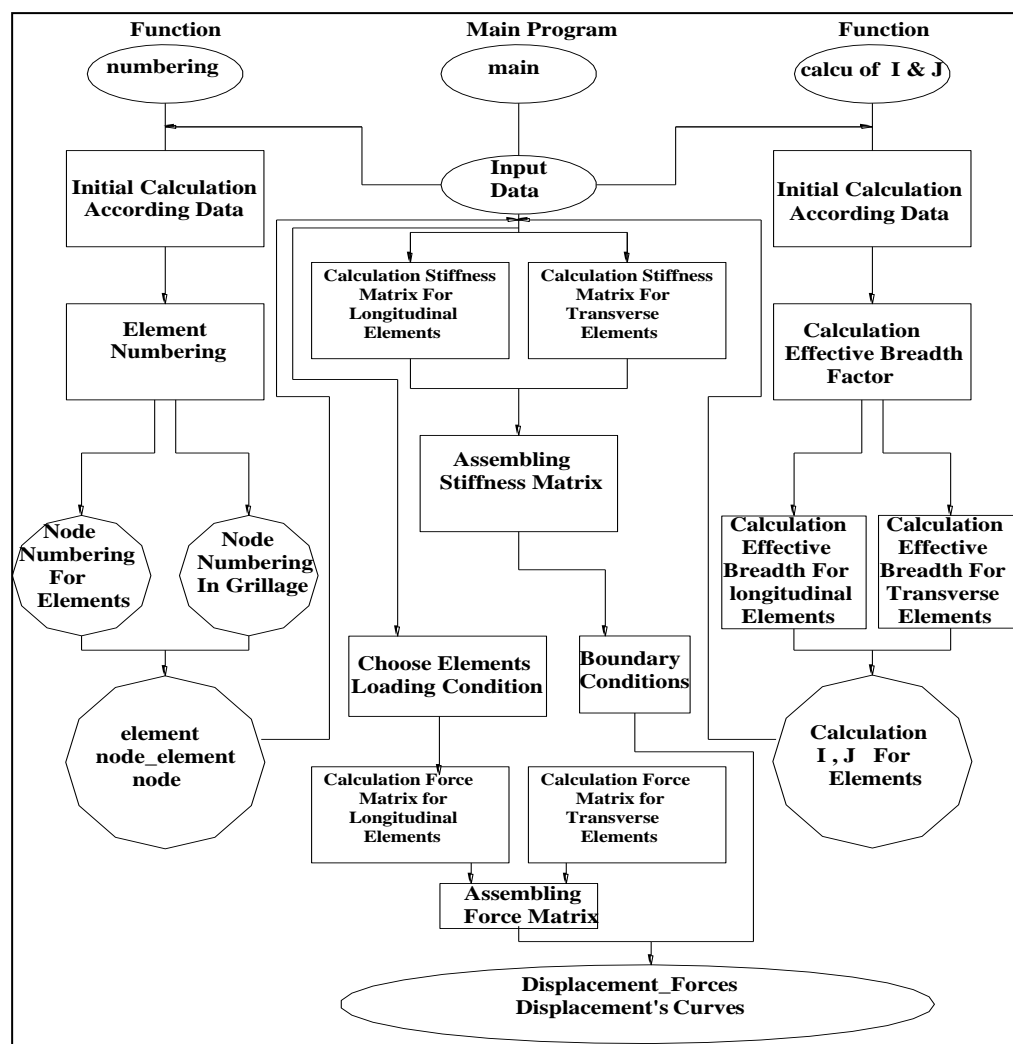 Function
Main Program
Function
numbering
main
calcu of I & J
Input
Data
Initial Calculation
According Data
Initial Calculation
According Data
Calculation Stiffness
Matrix For
Longitudinal
Elements
Calculation Stiffness
Matrix For
Transverse
Elements
Element
Numbering
Calculation
Effective Breadth
Factor
Assembling
Stiffness Matrix
Node
Numbering
For
Elements
Node
Numbering
In Grillage
Calculation
Effective
Breadth For
longitudinal
Elements
Calculation
Effective
Breadth For
Transverse
Elements
Choose Elements
Loading Condition
Boundary
Conditions
element
node_element
node
Calculation
I , J For
Elements
Calculation Force
Matrix for
Longitudinal
Elements
Calculation Force
Matrix for
Transverse
Elements
Assembling
Force Matrix
Displacement_Forces
Displacement's Curves